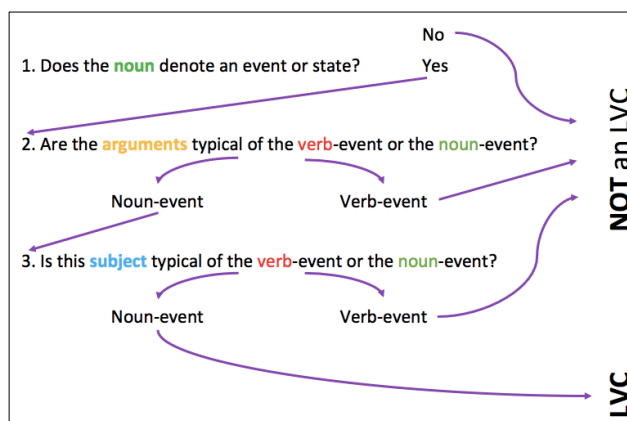 No
1. Does the noun denote an event or state?
Yes
2. Are the arguments typical of the verb-event or the noun-event?
Noun-event
Verb-event
3. Is this subject typical of the verb-event or the noun-event?
Noun-event
Verb-event
NOT an LVC
LVC